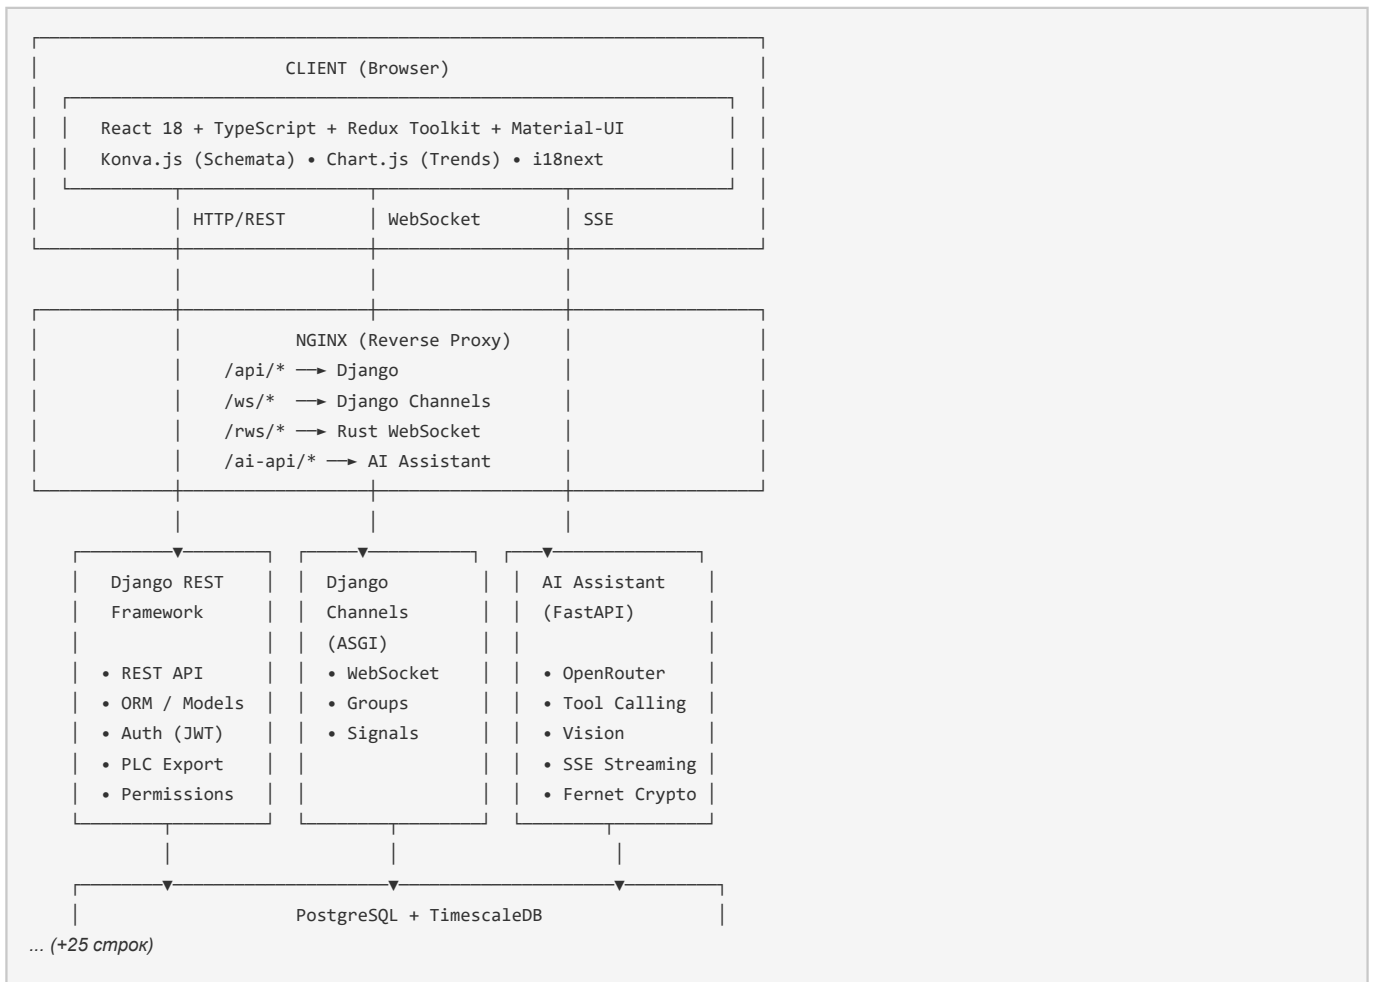 CLIENT (Browser)
React 18 + TypeScript + Redux Toolkit + Material-UI
Konva.js (Schemata) • Chart.js (Trends) • i18next
HTTP/REST WebSocket SSE
NGINX (Reverse Proxy)
/api/* ──► Django
/ws/* ──► Django Channels
/rws/* ──► Rust WebSocket
/ai-api/* ──► AI Assistant
Django REST Django AI Assistant
Framework Channels (FastAPI)
(ASGI)
• REST API • WebSocket • OpenRouter
• ORM / Models • Groups • Tool Calling
• Auth (JWT) • Signals • Vision
• PLC Export • SSE Streaming
• Permissions • Fernet Crypto
PostgreSQL + TimescaleDB
... (+25 строк)